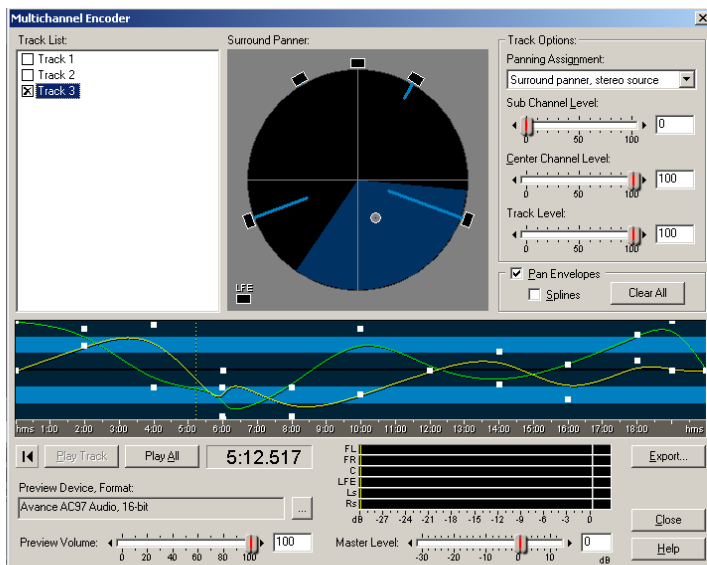 Multichannel Encoder
Track List:
Track 1
Track 2
Track 3
Surround Panner:
LFE
Track Options:
Panning Assignment:
Surround panner, stereo source
Sub Channel Level:
0
0 50 100
Center Channel Level:
100
0 50 100
Track Level:
100
0 50 100
Pan Envelopes
Splines
Clear All
hms 1:00 2:00 3:00 4:00 5:00 6:00 7:00 8:00 9:00 10:00 11:00 12:00 13:00 14:00 15:00 16:00 17:00 18:00 hms
Play Track
Play All
5:12.517
Preview Device, Format:
Avance AC97 Audio, 16-bit
...
Preview Volume:
100
0 20 40 60 80 100
FL
FR
C
LFE
Ls
Rs
dB -27 -24 -21 -18 -15 -12 -9 -6 -3 0
Master Level:
0
-30 -20 -10 0 10 dB
Export...
Close
Help